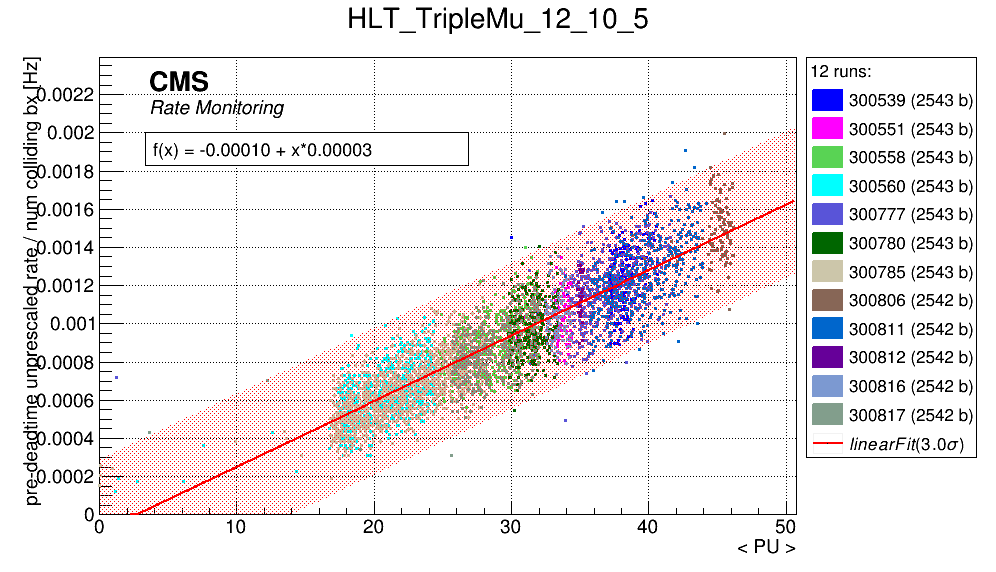 HLT_TripleMu_12_10_5
pre-deadtime unprescaled rate / num colliding bx [Hz]
CMS
Rate Monitoring
f(x) = -0.00010 + x*0.00003
0.0022
0.002
0.0018
0.0016
0.0014
0.0012
0.001
0.0008
0.0006
0.0004
0.0002
0
0 10 20 30 40 50
< PU >
12 runs:
300539 (2543 b)
300551 (2543 b)
300558 (2543 b)
300560 (2543 b)
300777 (2543 b)
300780 (2543 b)
300785 (2543 b)
300806 (2542 b)
300811 (2542 b)
300812 (2542 b)
300816 (2542 b)
300817 (2542 b)
linearFit(3.0σ)